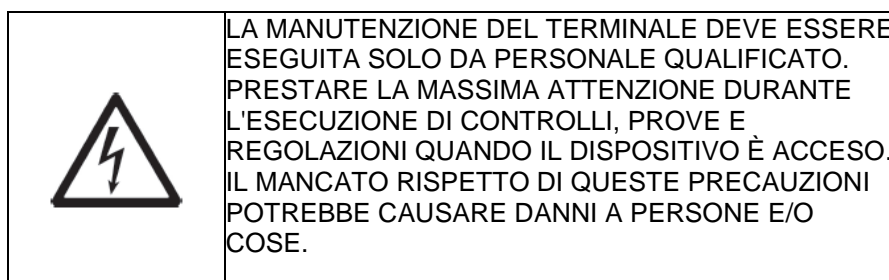 LA MANUTENZIONE DEL TERMINALE DEVE ESSERE
ESEGUITA SOLO DA PERSONALE QUALIFICATO.
PRESTARE LA MASSIMA ATTENZIONE DURANTE
L'ESECUZIONE DI CONTROLLI, PROVE E
REGOLAZIONI QUANDO IL DISPOSITIVO È ACCESO.
IL MANCATO RISPETTO DI QUESTE PRECAUZIONI
POTREBBE CAUSARE DANNI A PERSONE E/O
COSE.